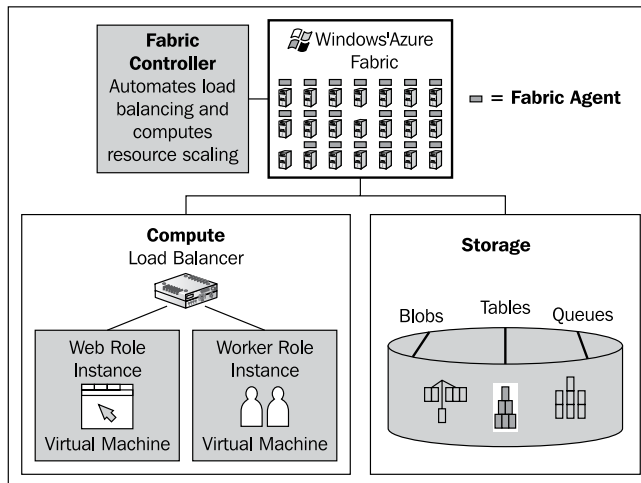 Fabric
Controller
Automates load
balancing and
computes
resource scaling
Windows'Azure
Fabric
= Fabric Agent
Compute
Load Balancer
Web Role
Instance
Virtual Machine
Worker Role
Instance
Virtual Machine
Storage
Blobs
Tables
Queues